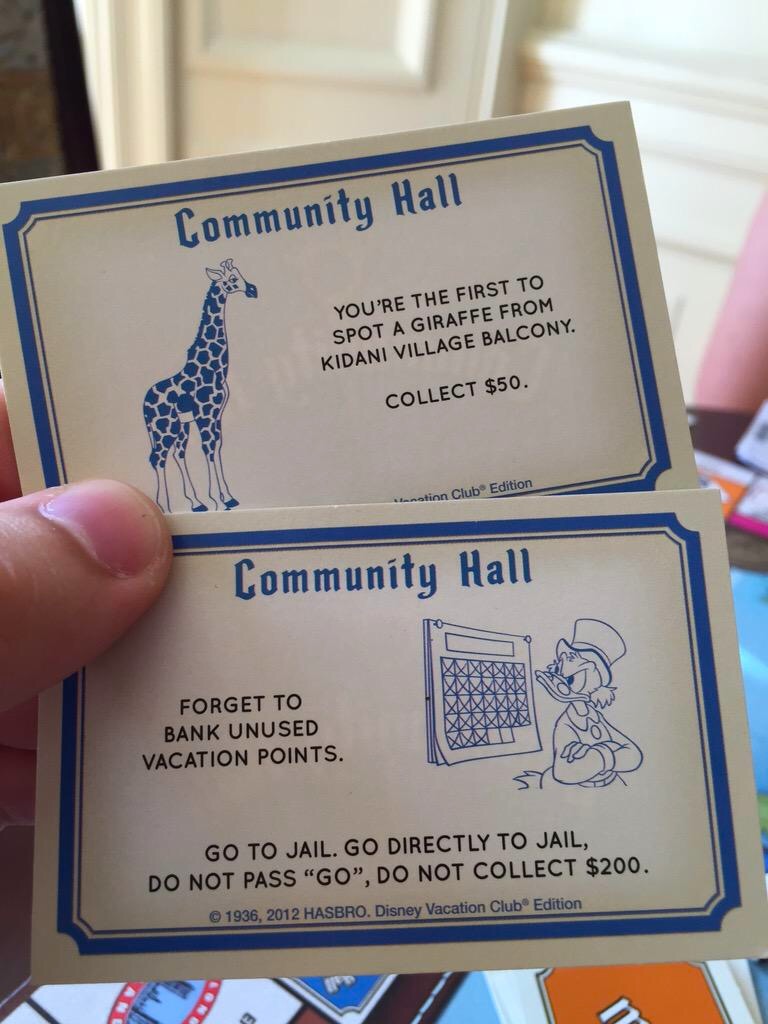 Community Hall
YOU'RE THE FIRST TO
SPOT A GIRAFFE FROM
KIDANI VILLAGE BALCONY.
COLLECT $50.
Vacation Club® Edition
Community Hall
FORGET TO
BANK UNUSED
VACATION POINTS.
GO TO JAIL. GO DIRECTLY TO JAIL,
DO NOT PASS “GO”, DO NOT COLLECT $200.
© 1936, 2012 HASBRO. Disney Vacation Club® Edition